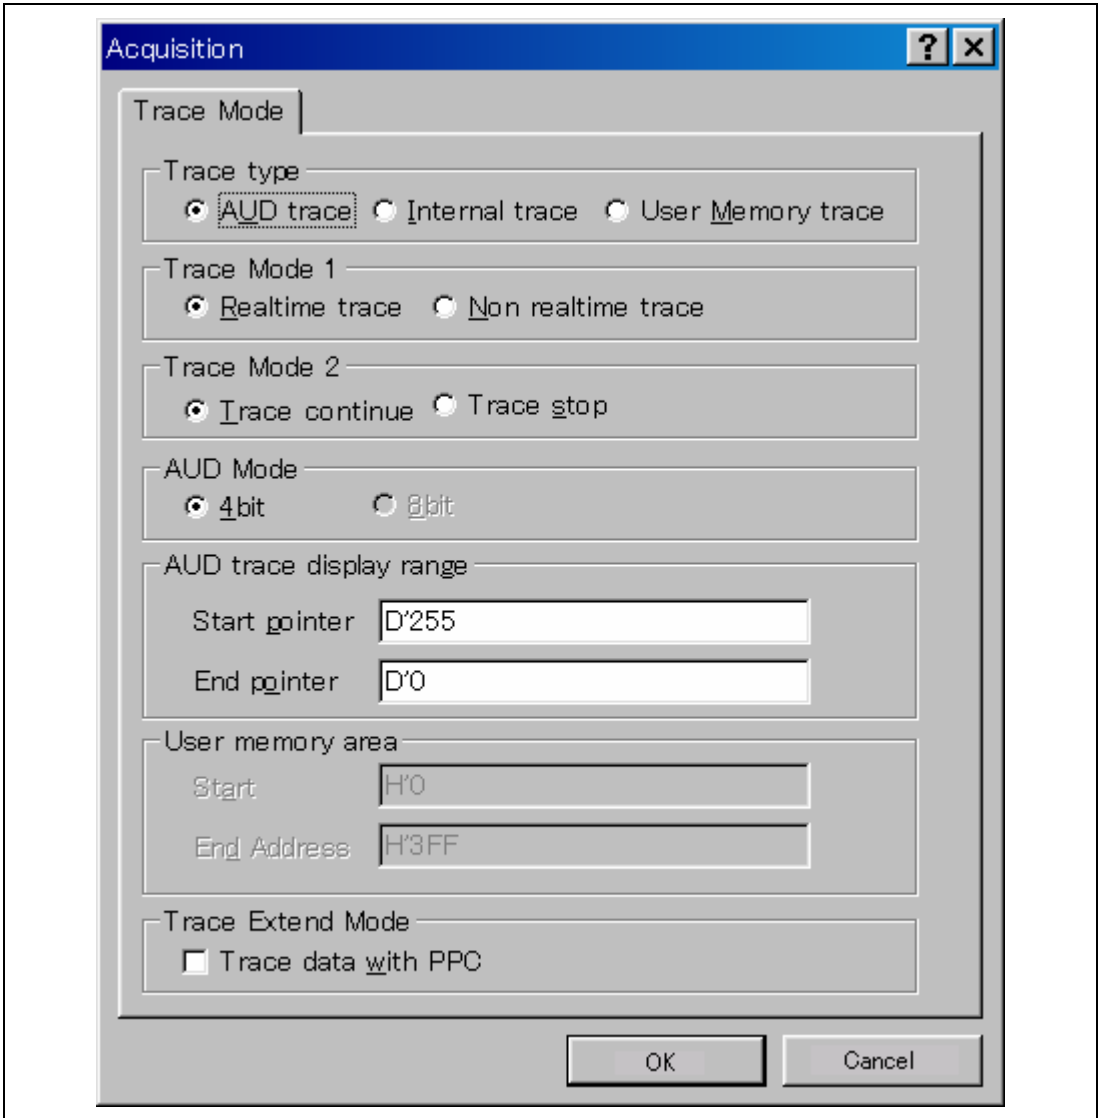 Acquisition
Trace Mode
Trace type
AUD trace Internal trace User Memory trace
Trace Mode 1
Realtime trace Non realtime trace
Trace Mode 2
Trace continue Trace stop
AUD Mode
4bit 8bit
AUD trace display range
Start pointer D'255
End pointer D'0
User memory area
Start H'0
End Address H'3FF
Trace Extend Mode
Trace data with PPC
OK Cancel